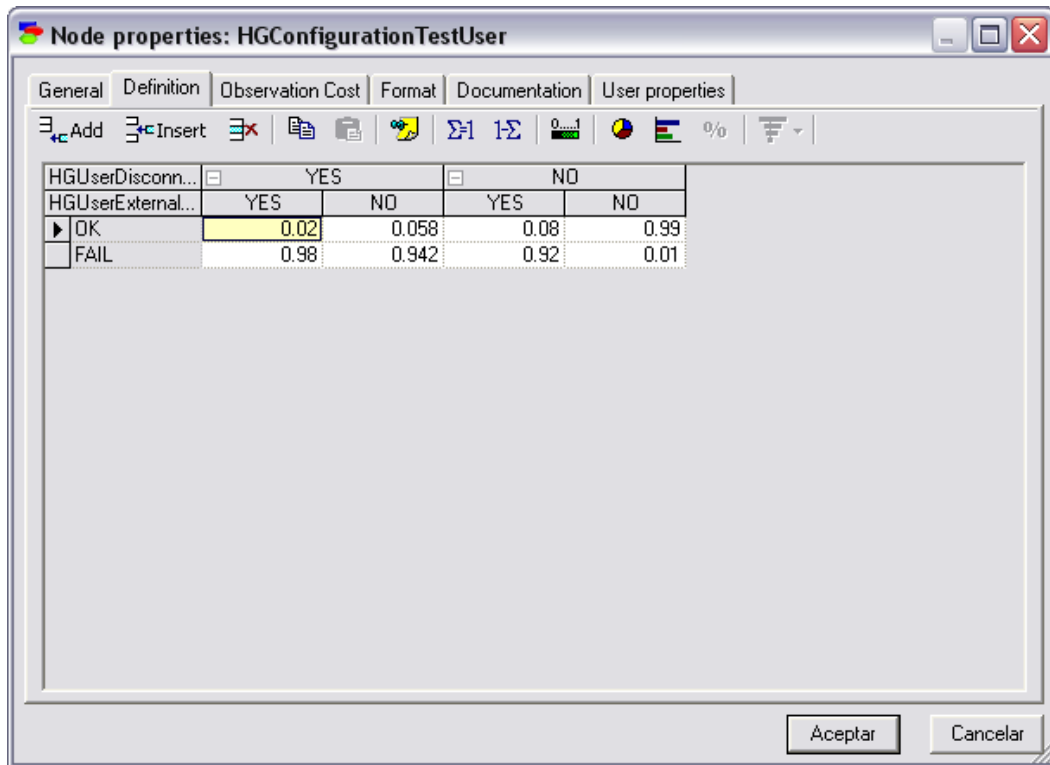 Node properties: HGConfigurationTestUser
General Definition Observation Cost Format Documentation User properties
Add Insert Σ=1 1-Σ 0....1 %
HGUserDisconn... YES NO
HGUserExternal... YES NO YES NO
OK 0.02 0.058 0.08 0.99
FAIL 0.98 0.942 0.92 0.01
Aceptar Cancelar